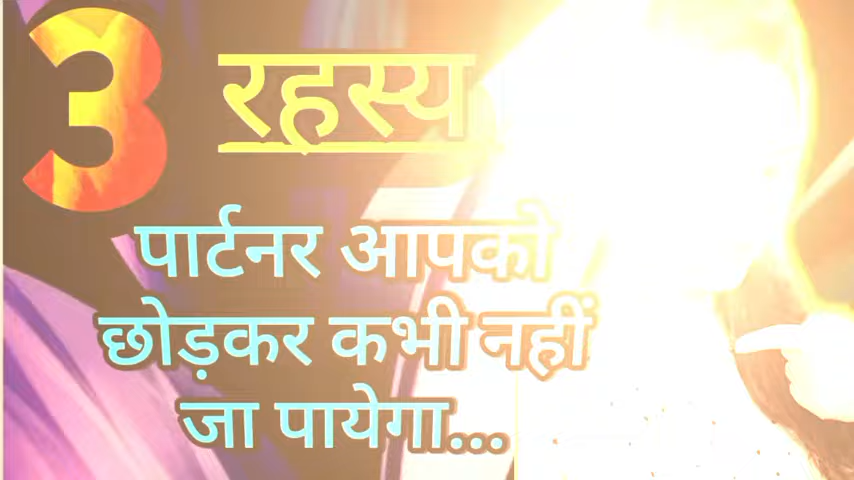 3 रहस्य
पार्टनर आपको
छोड़कर कभी नहीं
जा पायेगा...